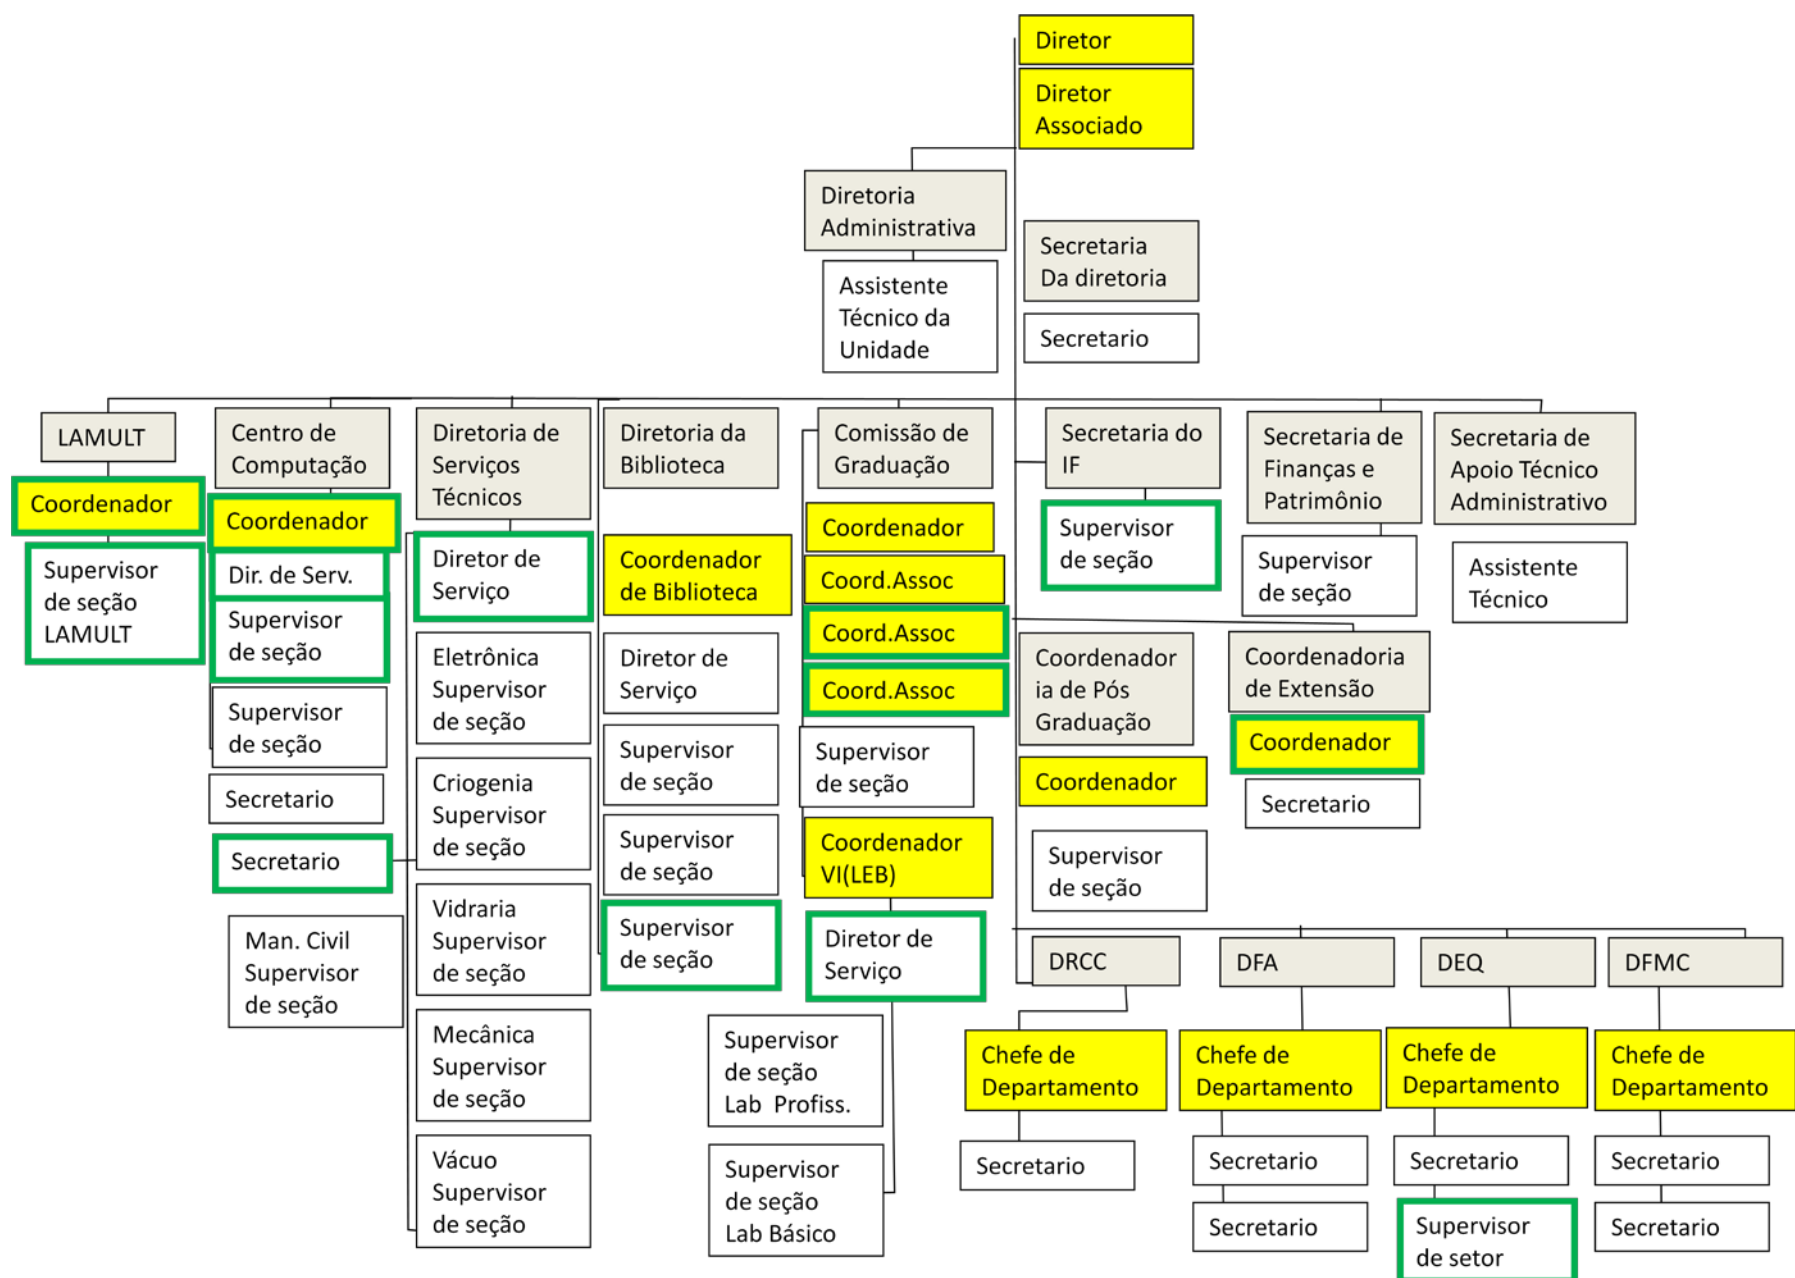 Diretor
Diretor
Associado
Diretoria
Administrativa
Assistente
Técnico da
Unidade
Secretaria
Da diretoria
Secretario
LAMULT
Coordenador
Supervisor
de seção
LAMULT
Centro de
Computação
Coordenador
Dir. de Serv.
Supervisor
de seção
Supervisor
de seção
Secretario
Secretario
Man. Civil
Supervisor
de seção
Diretoria de
Serviços
Técnicos
Diretor de
Serviço
Eletrônica
Supervisor
de seção
Criogenia
Supervisor
de seção
Vidraria
Supervisor
de seção
Mecânica
Supervisor
de seção
Vácuo
Supervisor
de seção
Diretoria da
Biblioteca
Coordenador
de Biblioteca
Diretor de
Serviço
Supervisor
de seção
Supervisor
de seção
Supervisor
de seção
Comissão de
Graduação
Coordenador
Coord.Assoc
Coord.Assoc
Coord.Assoc
Supervisor
de seção
Coordenador
VI(LEB)
Diretor de
Serviço
Supervisor
de seção
Lab Profiss.
Supervisor
de seção
Lab Básico
Secretaria do
IF
Supervisor
de seção
Coordenador
ia de Pós
Graduação
Coordenador
Supervisor
de seção
Secretaria de
Finanças e
Patrimônio
Supervisor
de seção
Coordenadoria
de Extensão
Coordenador
Secretario
Secretaria de
Apoio Técnico
Administrativo
Assistente
Técnico
DRCC
Chefe de
Departamento
Secretario
DFA
Chefe de
Departamento
Secretario
Secretario
DEQ
Chefe de
Departamento
Secretario
Supervisor
de setor
DFMC
Chefe de
Departamento
Secretario
Secretario